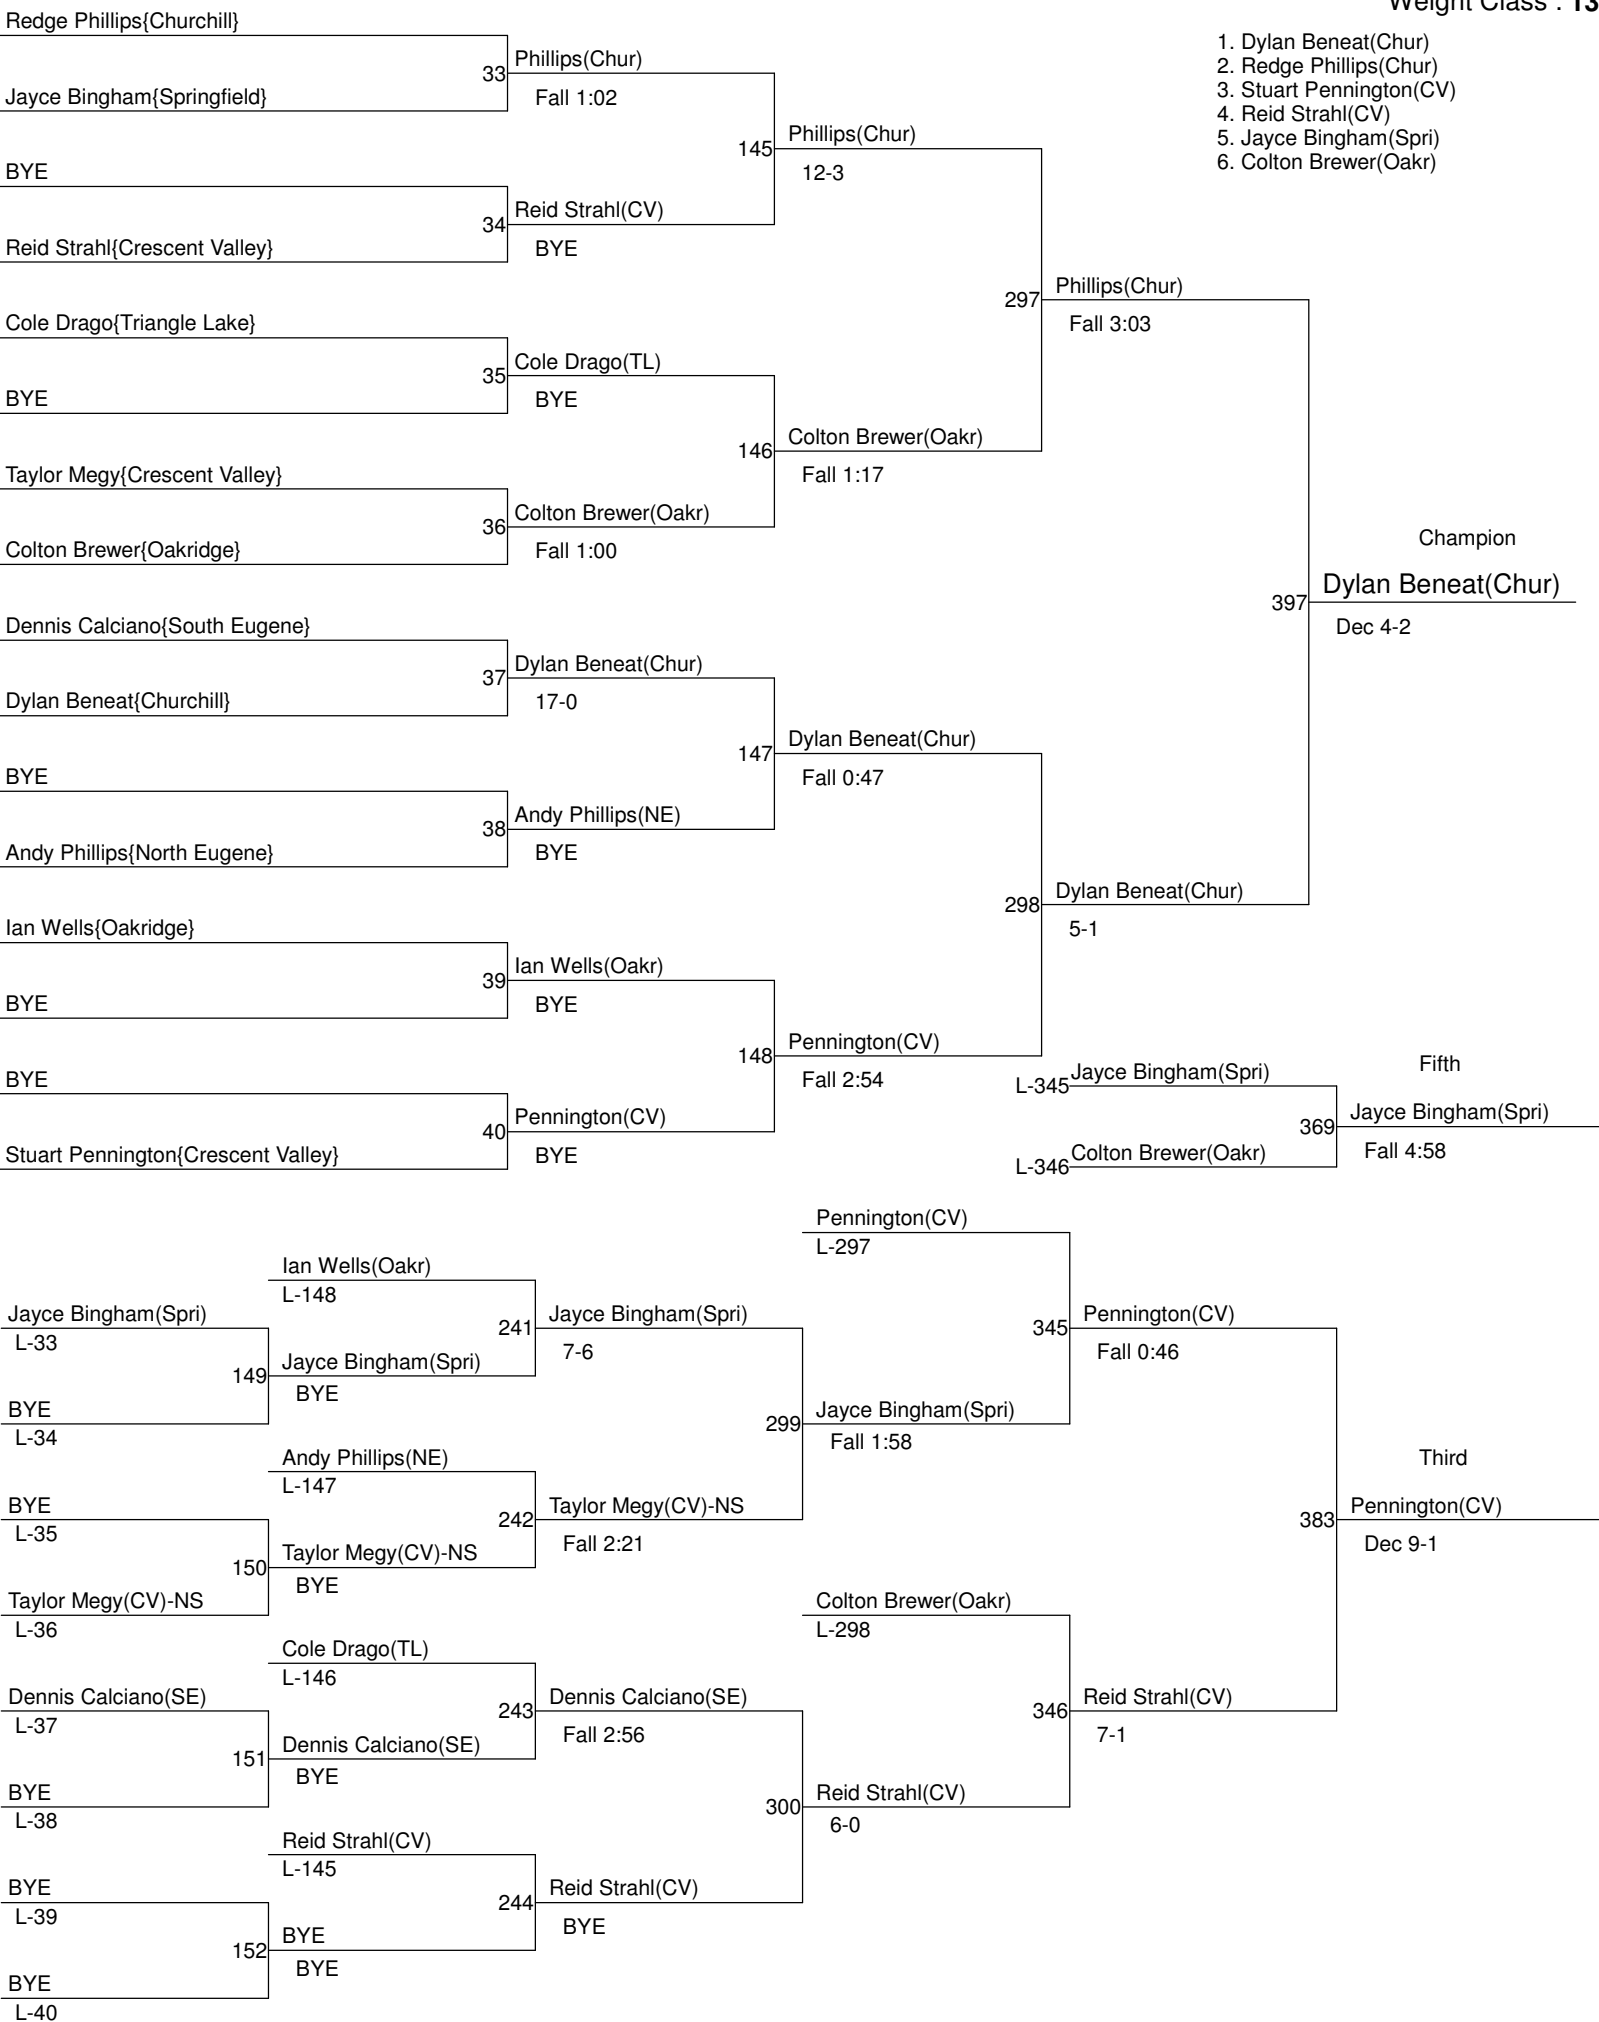 Weight Class : 13
Redge Phillips{Churchill}
33
Jayce Bingham{Springfield}
Phillips(Chur)
Fall 1:02
145
Phillips(Chur)
12-3
BYE
34
Reid Strahl{Crescent Valley}
Reid Strahl(CV)
BYE
297
Phillips(Chur)
Fall 3:03
Cole Drago{Triangle Lake}
35
BYE
Cole Drago(TL)
BYE
146
Colton Brewer(Oakr)
Fall 1:17
Taylor Megy{Crescent Valley}
36
Colton Brewer{Oakridge}
Colton Brewer(Oakr)
Fall 1:00
1. Dylan Beneat(Chur)
2. Redge Phillips(Chur)
3. Stuart Pennington(CV)
4. Reid Strahl(CV)
5. Jayce Bingham(Spri)
6. Colton Brewer(Oakr)
Champion
397
Dylan Beneat(Chur)
Dec 4-2
Dennis Calciano{South Eugene}
37
Dylan Beneat{Churchill}
Dylan Beneat(Chur)
17-0
147
Dylan Beneat(Chur)
Fall 0:47
BYE
38
Andy Phillips{North Eugene}
Andy Phillips(NE)
BYE
298
Dylan Beneat(Chur)
5-1
Ian Wells{Oakridge}
39
BYE
Ian Wells(Oakr)
BYE
148
Pennington(CV)
Fall 2:54
BYE
40
Stuart Pennington{Crescent Valley}
Pennington(CV)
BYE
Fifth
L-345
Jayce Bingham(Spri)
369
L-346
Colton Brewer(Oakr)
Jayce Bingham(Spri)
Fall 4:58
Pennington(CV)
L-297
Ian Wells(Oakr)
L-148
Jayce Bingham(Spri)
L-33
149
BYE
L-34
Jayce Bingham(Spri)
BYE
241
Jayce Bingham(Spri)
7-6
345
Pennington(CV)
Fall 0:46
299
Jayce Bingham(Spri)
Fall 1:58
Andy Phillips(NE)
L-147
BYE
L-35
150
Taylor Megy(CV)-NS
L-36
Taylor Megy(CV)-NS
BYE
242
Taylor Megy(CV)-NS
Fall 2:21
Third
383
Pennington(CV)
Dec 9-1
Colton Brewer(Oakr)
L-298
Cole Drago(TL)
L-146
Dennis Calciano(SE)
L-37
151
BYE
L-38
Dennis Calciano(SE)
BYE
243
Dennis Calciano(SE)
Fall 2:56
346
Reid Strahl(CV)
7-1
300
Reid Strahl(CV)
6-0
Reid Strahl(CV)
L-145
BYE
L-39
152
BYE
L-40
BYE
BYE
244
Reid Strahl(CV)
BYE